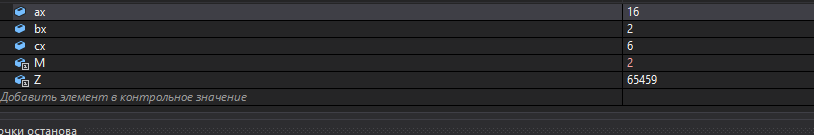 ax 16
bx 2
cx 6
M 2
Z 65459
Добавить элемент в контрольное значение
очки останова